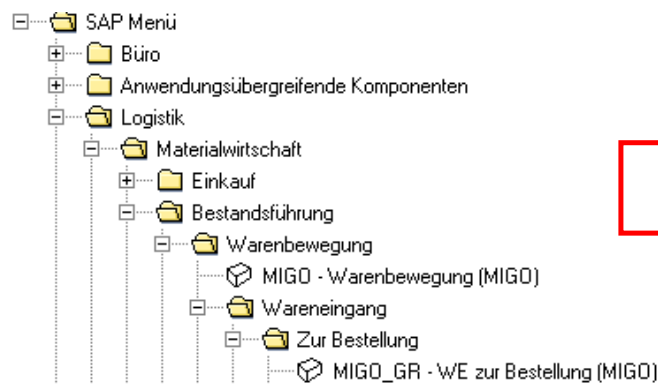 SAP Menü
Büro
Anwendungsübergreifende Komponenten
Logistik
Materialwirtschaft
Einkauf
Bestandsführung
Warenbewegung
MIGO - Warenbewegung (MIGO)
Wareneingang
Zur Bestellung
MIGO_GR - WE zur Bestellung (MIGO)